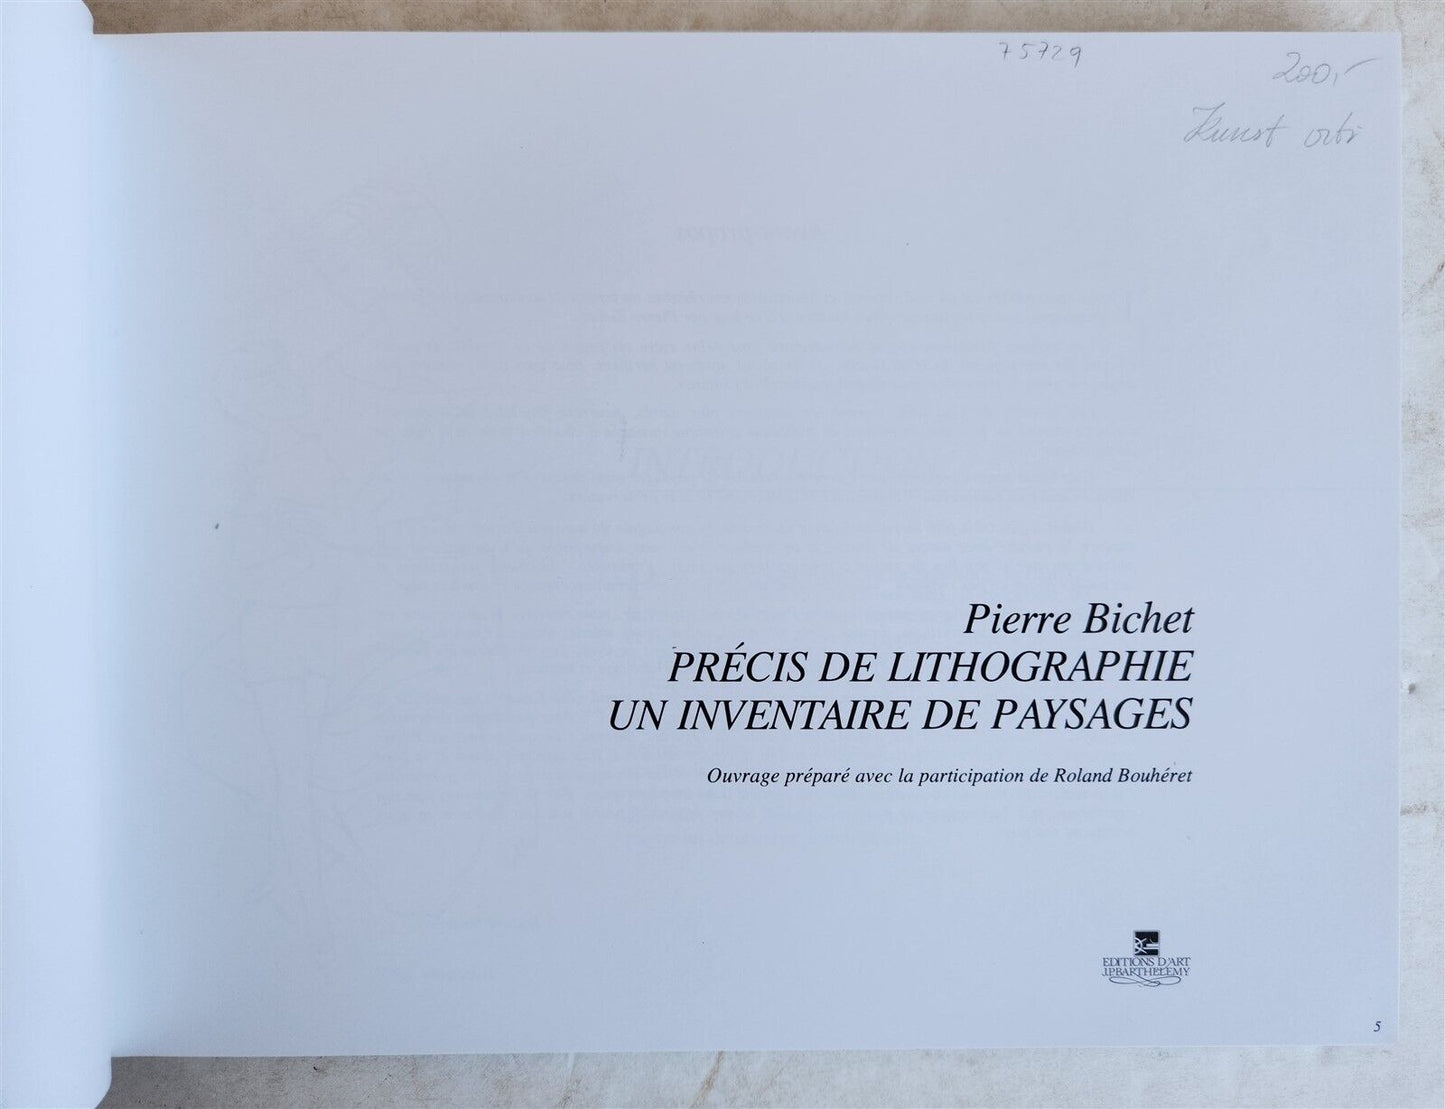 75729
200,-
Kunst
Pierre Bichet
PRÉCIS DE LITHOGRAPHIE
UN INVENTAIRE DE PAYSAGES
Ouvrage préparé avec la participation de Roland Bouhéret
EDITIONS D'ART
J.P. BARTHELEMY
5